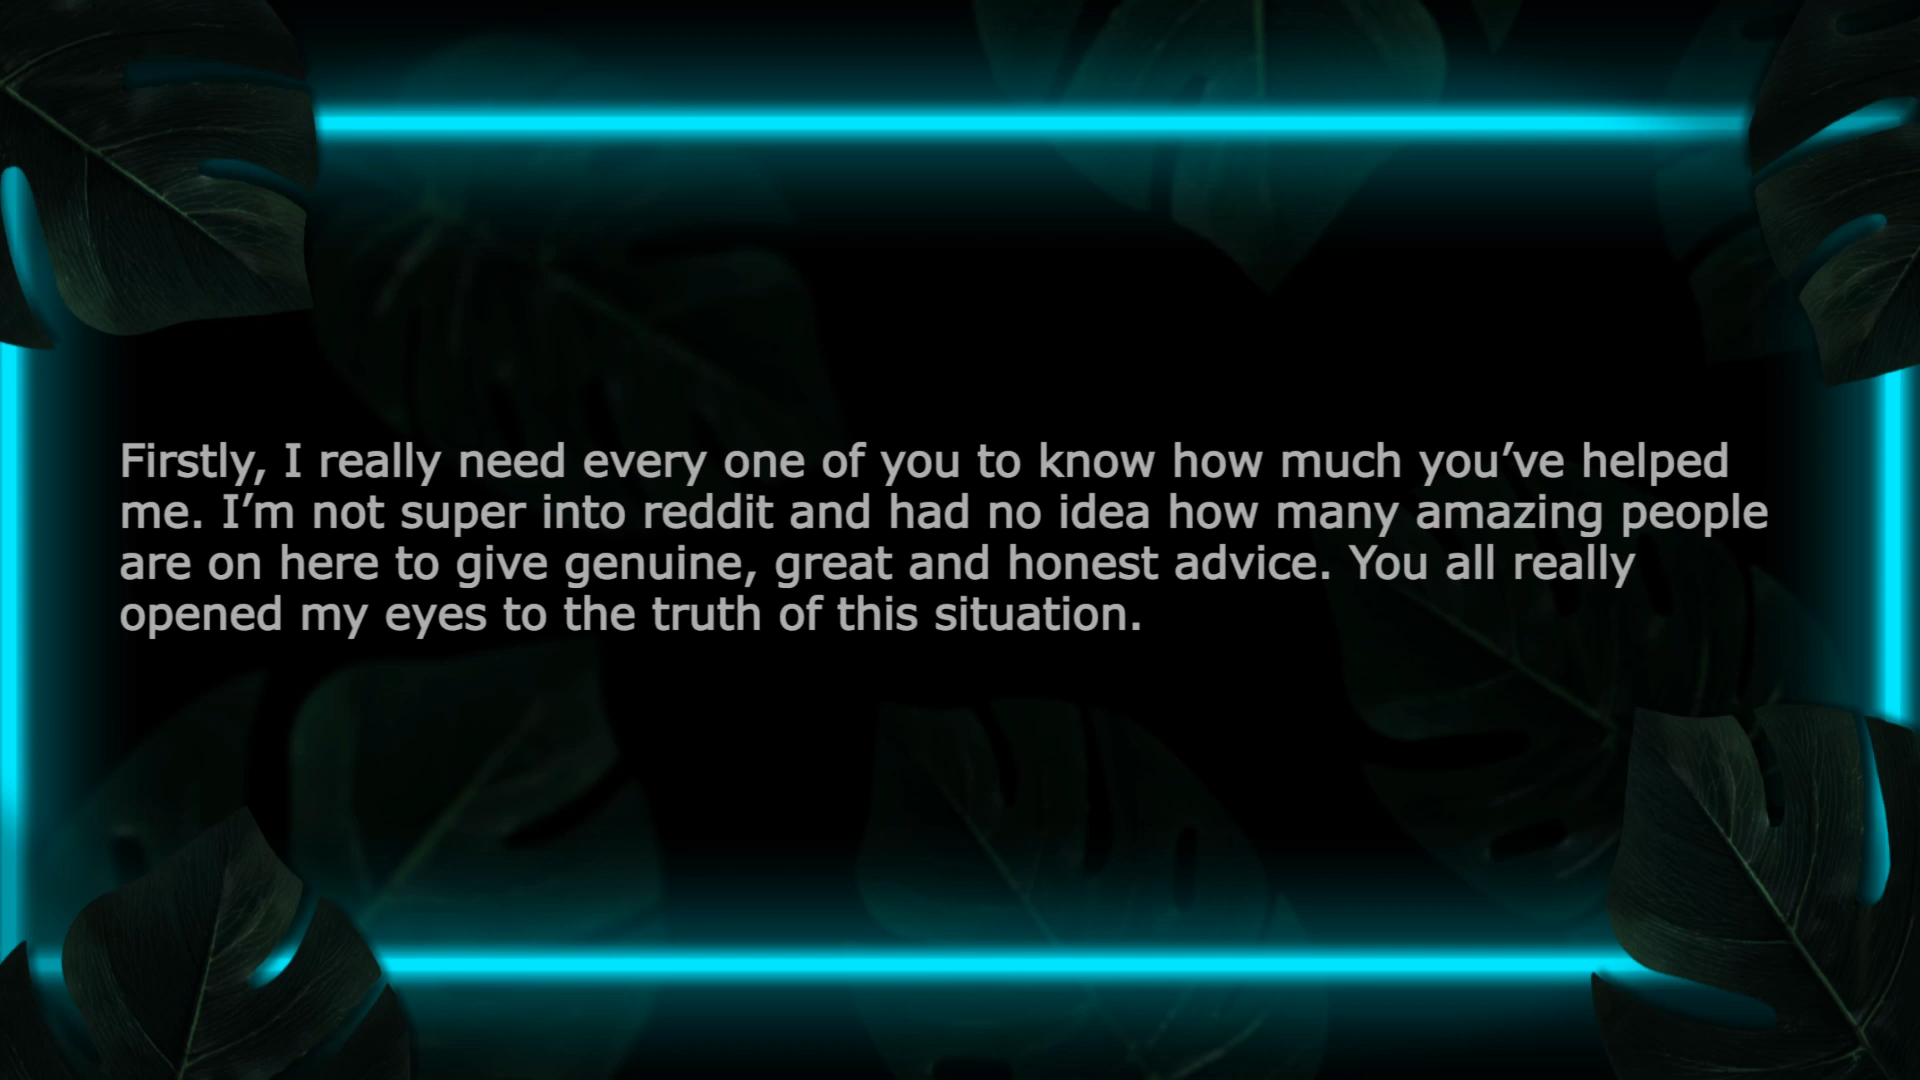 Firstly, I really need every one of you to know how much you’ve helped
me. I’m not super into reddit and had no idea how many amazing people
are on here to give genuine, great and honest advice. You all really
opened my eyes to the truth of this situation.